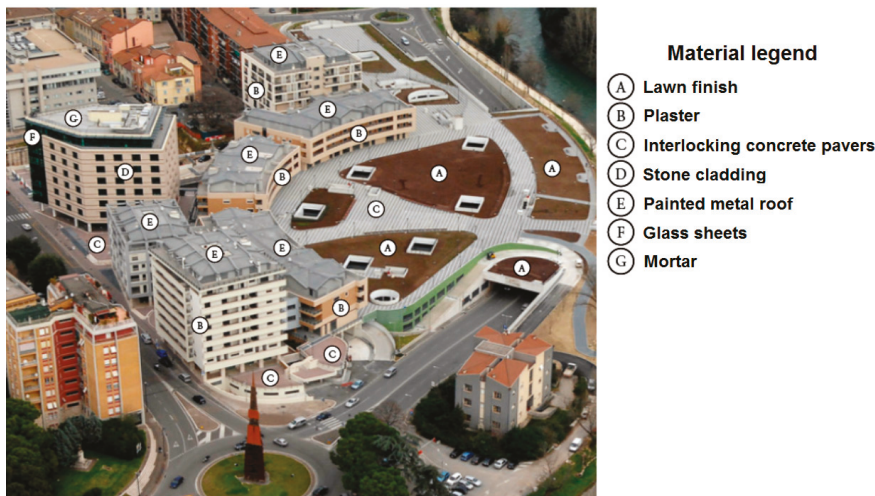 E
B
E
G
B
F
E
D
A
A
B
C
E
C
E
E
A
A
B
B
C
C
Material legend
A Lawn finish
B Plaster
C Interlocking concrete pavers
D Stone cladding
E Painted metal roof
F Glass sheets
G Mortar